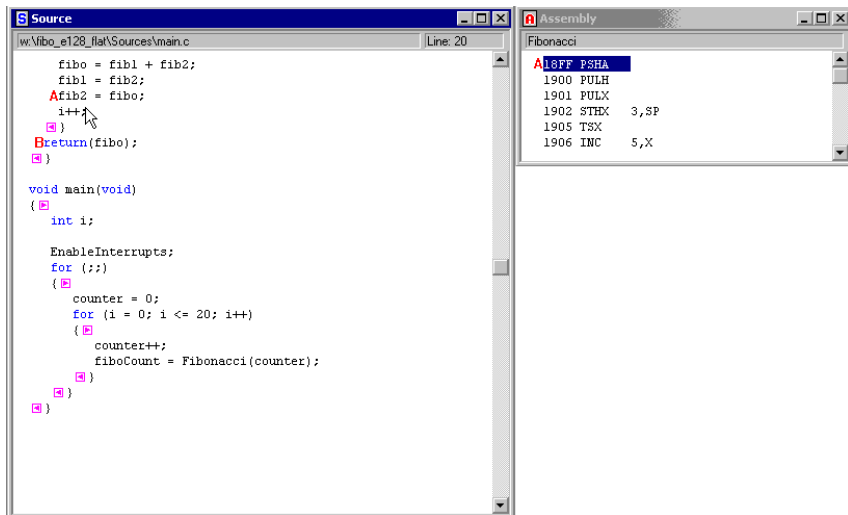 Source
w:\fibo_e128_flat\Sources\main.c Line: 20
fibo = fib1 + fib2;
fib1 = fib2;
Afib2 = fibo;
i++;
}
Breturn(fibo);
}
void main(void)
{
int i;
EnableInterrupts;
for (;;)
{
counter = 0;
for (i = 0; i <= 20; i++)
{
counter++;
fiboCount = Fibonacci(counter);
}
}
}
Assembly
Fibonacci
A18FF PSHA
1900 PULH
1901 PULX
1902 STHX 3,SP
1905 TSX
1906 INC 5,X